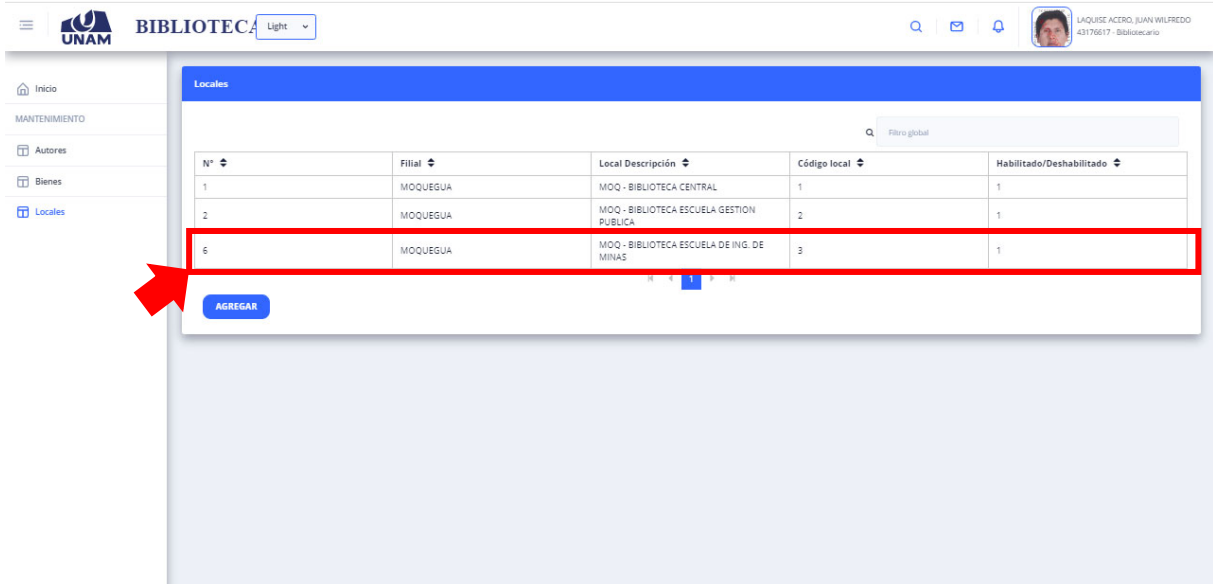 UNAM
BIBLIOTECA
Light
LAQUISE ACERO, JUAN WILFREDO
43176617 - Bibliotecario
Inicio
MANTENIMIENTO
Autores
Bienes
Locales
Locales
Filtro global
N° Filial Local Descripción Código local Habilitado/Deshabilitado
1 MOQUEGUA MOQ - BIBLIOTECA CENTRAL 1 1
2 MOQUEGUA MOQ - BIBLIOTECA ESCUELA GESTION
PUBLICA 2 1
6 MOQUEGUA MOQ - BIBLIOTECA ESCUELA DE ING. DE
MINAS 3 1
1
AGREGAR